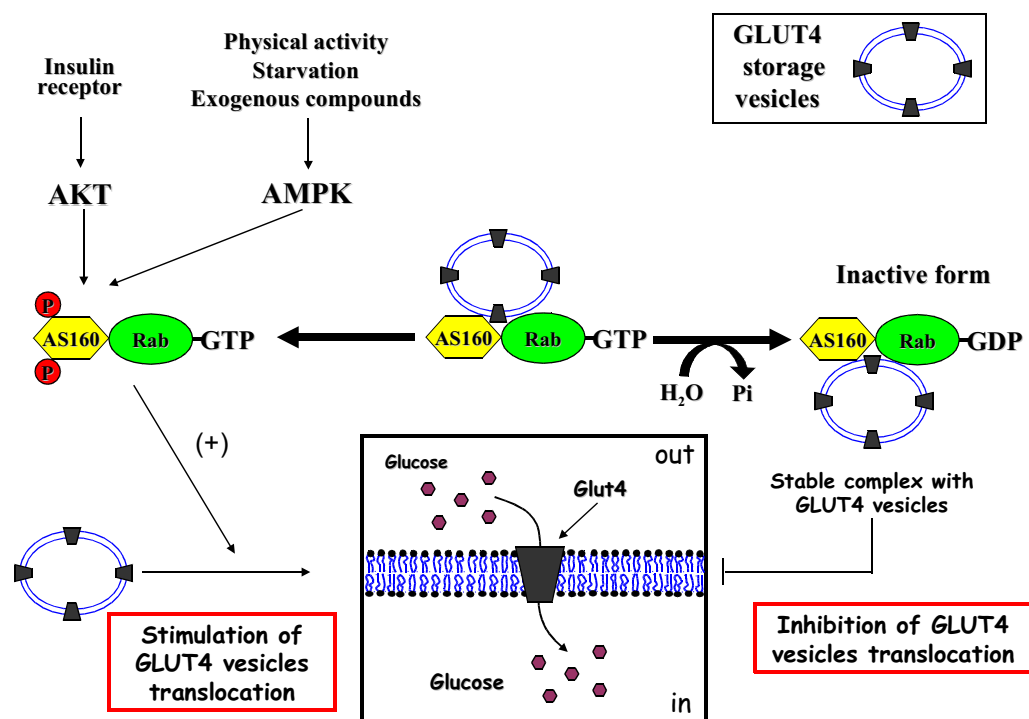 Physical activity
Starvation
Exogenous compounds
Insulin
receptor
GLUT4
storage
vesicles
AKT
AMPK
Inactive form
P
AS160
Rab
GTP
P
AS160
Rab
GTP
H2O
Pi
AS160
Rab
GDP
(+)
Glucose
out
Glut4
Stable complex with
GLUT4 vesicles
Stimulation of
GLUT4 vesicles
translocation
Glucose
in
Inhibition of GLUT4
vesicles translocation